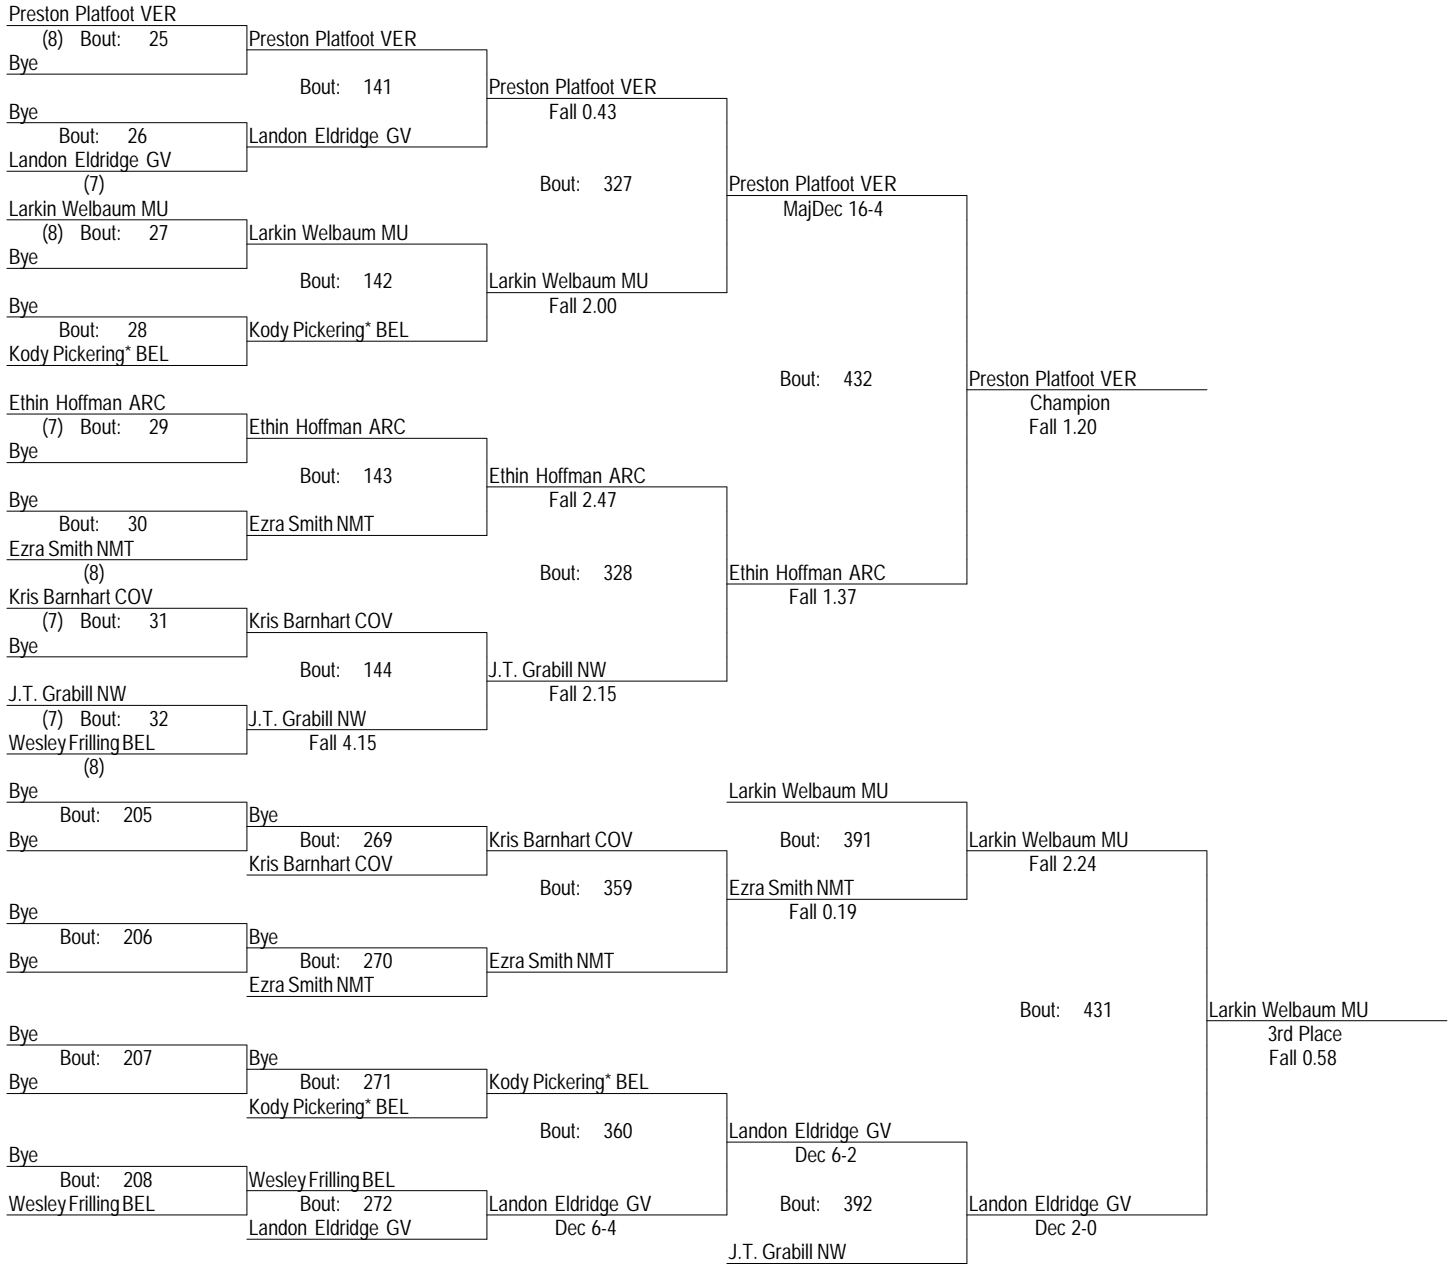 Preston Platfoot VER
(8) Bout: 25
Preston Platfoot VER
Bye
Bout: 141
Preston Platfoot VER
Fall 0.43
Bye
Bout: 26
Landon Eldridge GV
Landon Eldridge GV
(7)
Bout: 327
Preston Platfoot VER
MajDec 16-4
Larkin Welbaum MU
(8) Bout: 27
Larkin Welbaum MU
Bye
Bout: 142
Larkin Welbaum MU
Fall 2.00
Bye
Bout: 28
Kody Pickering* BEL
Kody Pickering* BEL
Bout: 432
Preston Platfoot VER
Champion
Fall 1.20
Ethin Hoffman ARC
(7) Bout: 29
Ethin Hoffman ARC
Bye
Bout: 143
Ethin Hoffman ARC
Fall 2.47
Bye
Bout: 30
Ezra Smith NMT
Ezra Smith NMT
(8)
Bout: 328
Ethin Hoffman ARC
Fall 1.37
Kris Barnhart COV
(7) Bout: 31
Kris Barnhart COV
Bye
Bout: 144
J.T. Grabill NW
Fall 2.15
J.T. Grabill NW
(7) Bout: 32
J.T. Grabill NW
Fall 4.15
Wesley Frilling BEL
(8)
Bye
Bout: 205
Bye
Bye
Bout: 269
Kris Barnhart COV
Kris Barnhart COV
Larkin Welbaum MU
Bout: 391
Larkin Welbaum MU
Fall 2.24
Bout: 359
Ezra Smith NMT
Fall 0.19
Bye
Bout: 206
Bye
Bye
Bout: 270
Ezra Smith NMT
Ezra Smith NMT
Bout: 431
Larkin Welbaum MU
3rd Place
Fall 0.58
Bye
Bout: 207
Bye
Bye
Bout: 271
Kody Pickering* BEL
Kody Pickering* BEL
Bout: 360
Landon Eldridge GV
Dec 6-2
Bye
Bout: 208
Wesley Frilling BEL
Wesley Frilling BEL
Bout: 272
Landon Eldridge GV
Landon Eldridge GV
Dec 6-4
Bout: 392
Landon Eldridge GV
Dec 2-0
J.T. Grabill NW